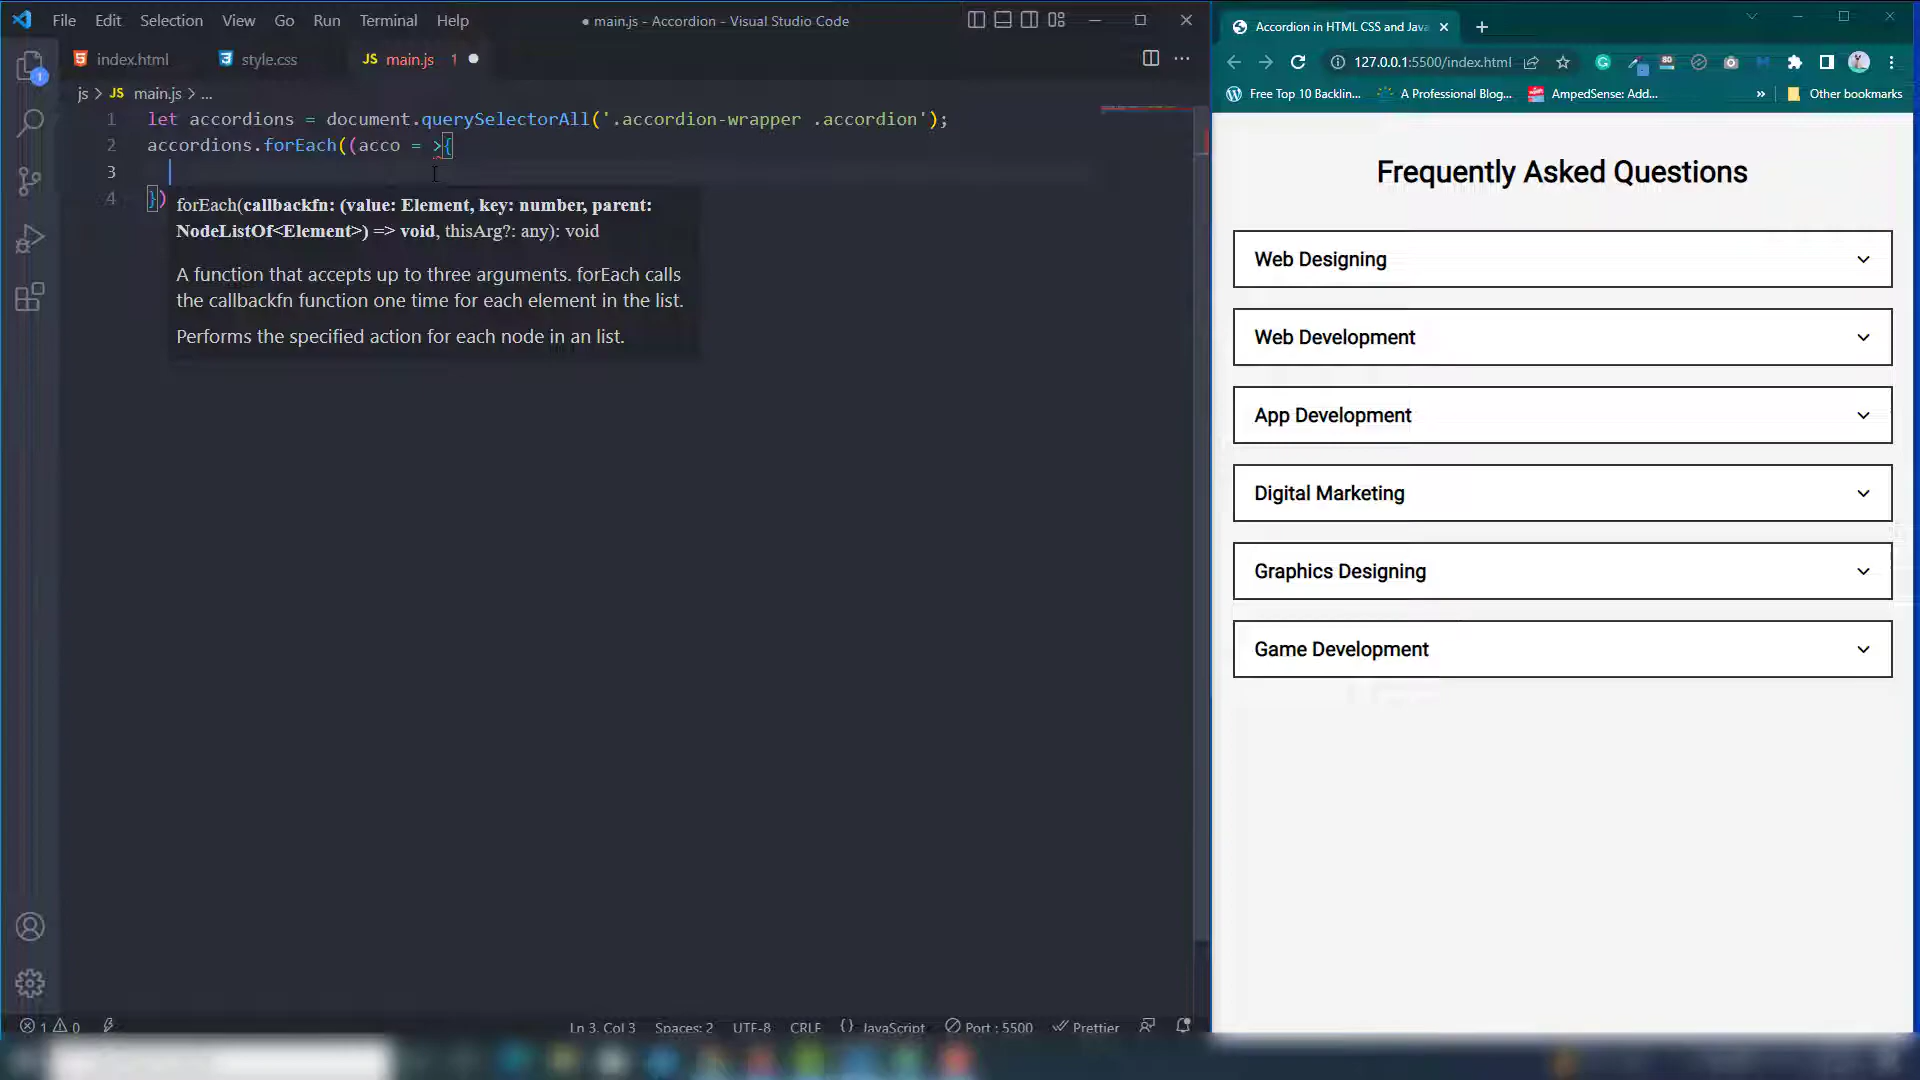 File Edit Selection View Go Run Terminal Help
● main.js - Accordion - Visual Studio Code
index.html
style.css
JS main.js 1 ●
js > JS main.js > ...
1 let accordions = document.querySelectorAll('.accordion-wrapper .accordion');
2 accordions.forEach((acco = >{
3
4 })
forEach(callbackfn: (value: Element, key: number, parent:
NodeListOf<Element>) => void, thisArg?: any): void
A function that accepts up to three arguments. forEach calls
the callbackfn function one time for each element in the list.
Performs the specified action for each node in an list.
1
1 0
Ln 3, Col 3 Spaces: 2 UTF-8 CRLF {} JavaScript Port : 5500 Prettier
Accordion in HTML CSS and Java
127.0.0.1:5500/index.html
80
Free Top 10 Backlin...
A Professional Blog...
AmpedSense: Add...
»
Other bookmarks
Frequently Asked Questions
Web Designing
Web Development
App Development
Digital Marketing
Graphics Designing
Game Development